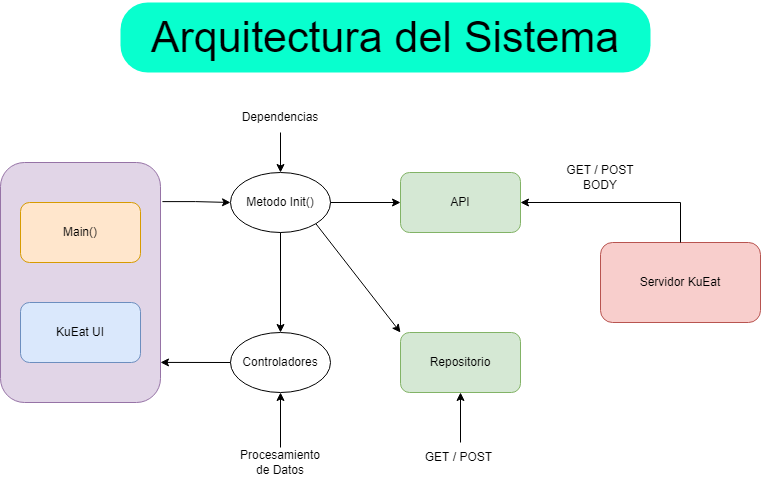 Arquitectura del Sistema
Dependencias
Metodo Init()
API
GET / POST
BODY
Main()
Servidor KuEat
KuEat UI
Controladores
Repositorio
Procesamiento
de Datos
GET / POST